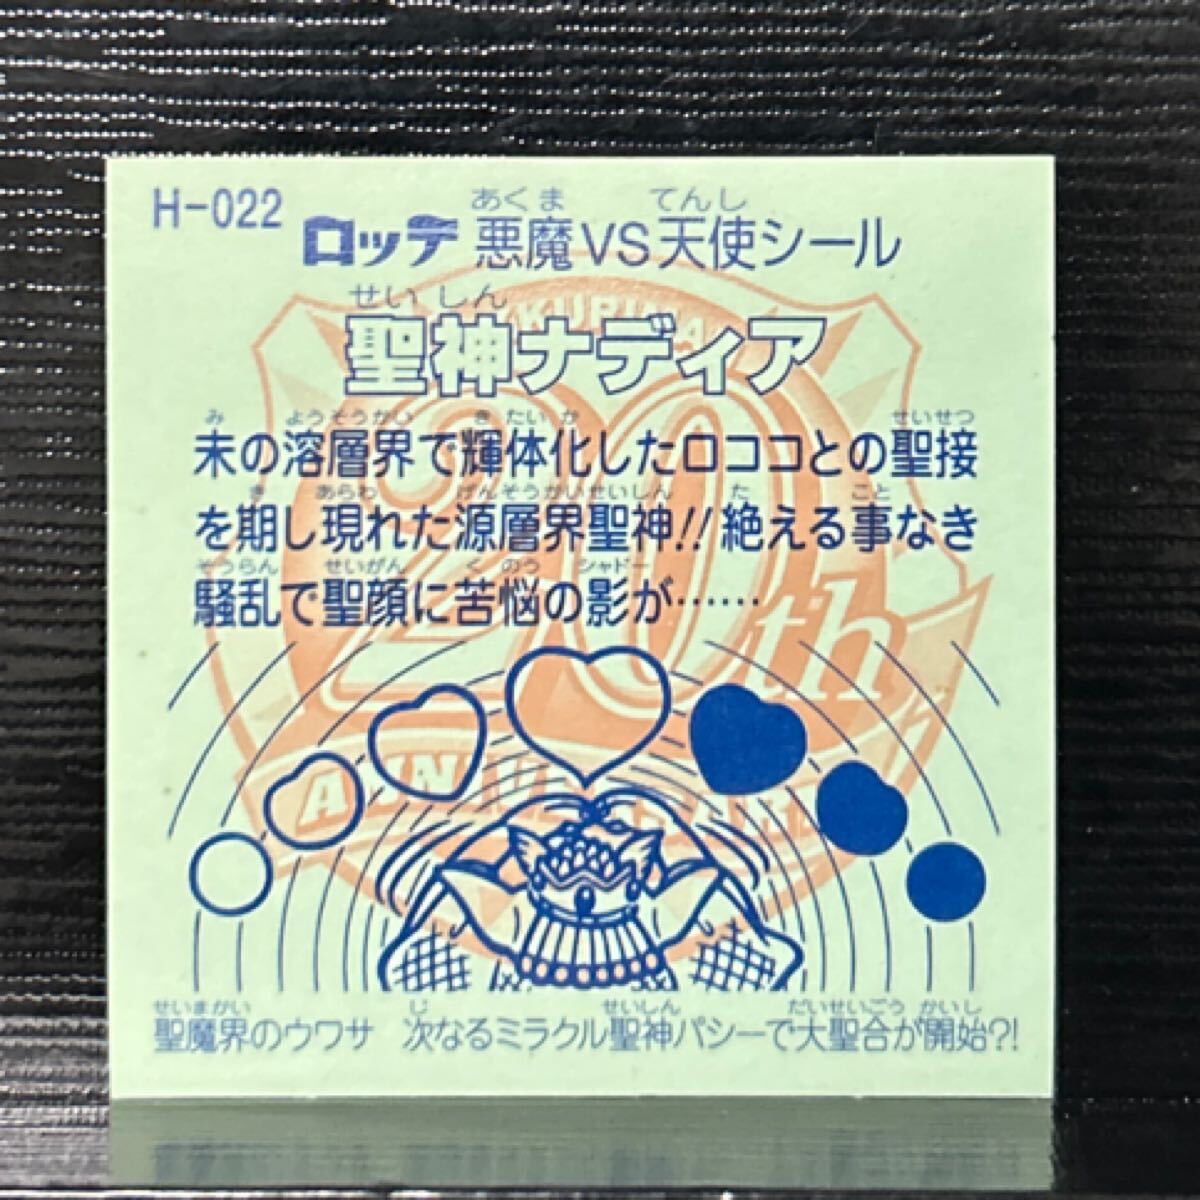 H-022
あくま てんし
ロッテ 悪魔VS天使シール
せいしん
聖神ナディア
み ようそうかい きたいか せいせつ
未の溶層界で輝体化したロココとの聖接
き あらわ げんそうかいせいしん た こと
を期し現れた源層界聖神!!絶える事なき
そうらん せいがん くのう シャドー
騒乱で聖顔に苦悩の影が……
20th
せいまかい じ せいしん だいせいごう かいし
聖魔界のウワサ 次なるミラクル聖神パシーで大聖合が開始?!